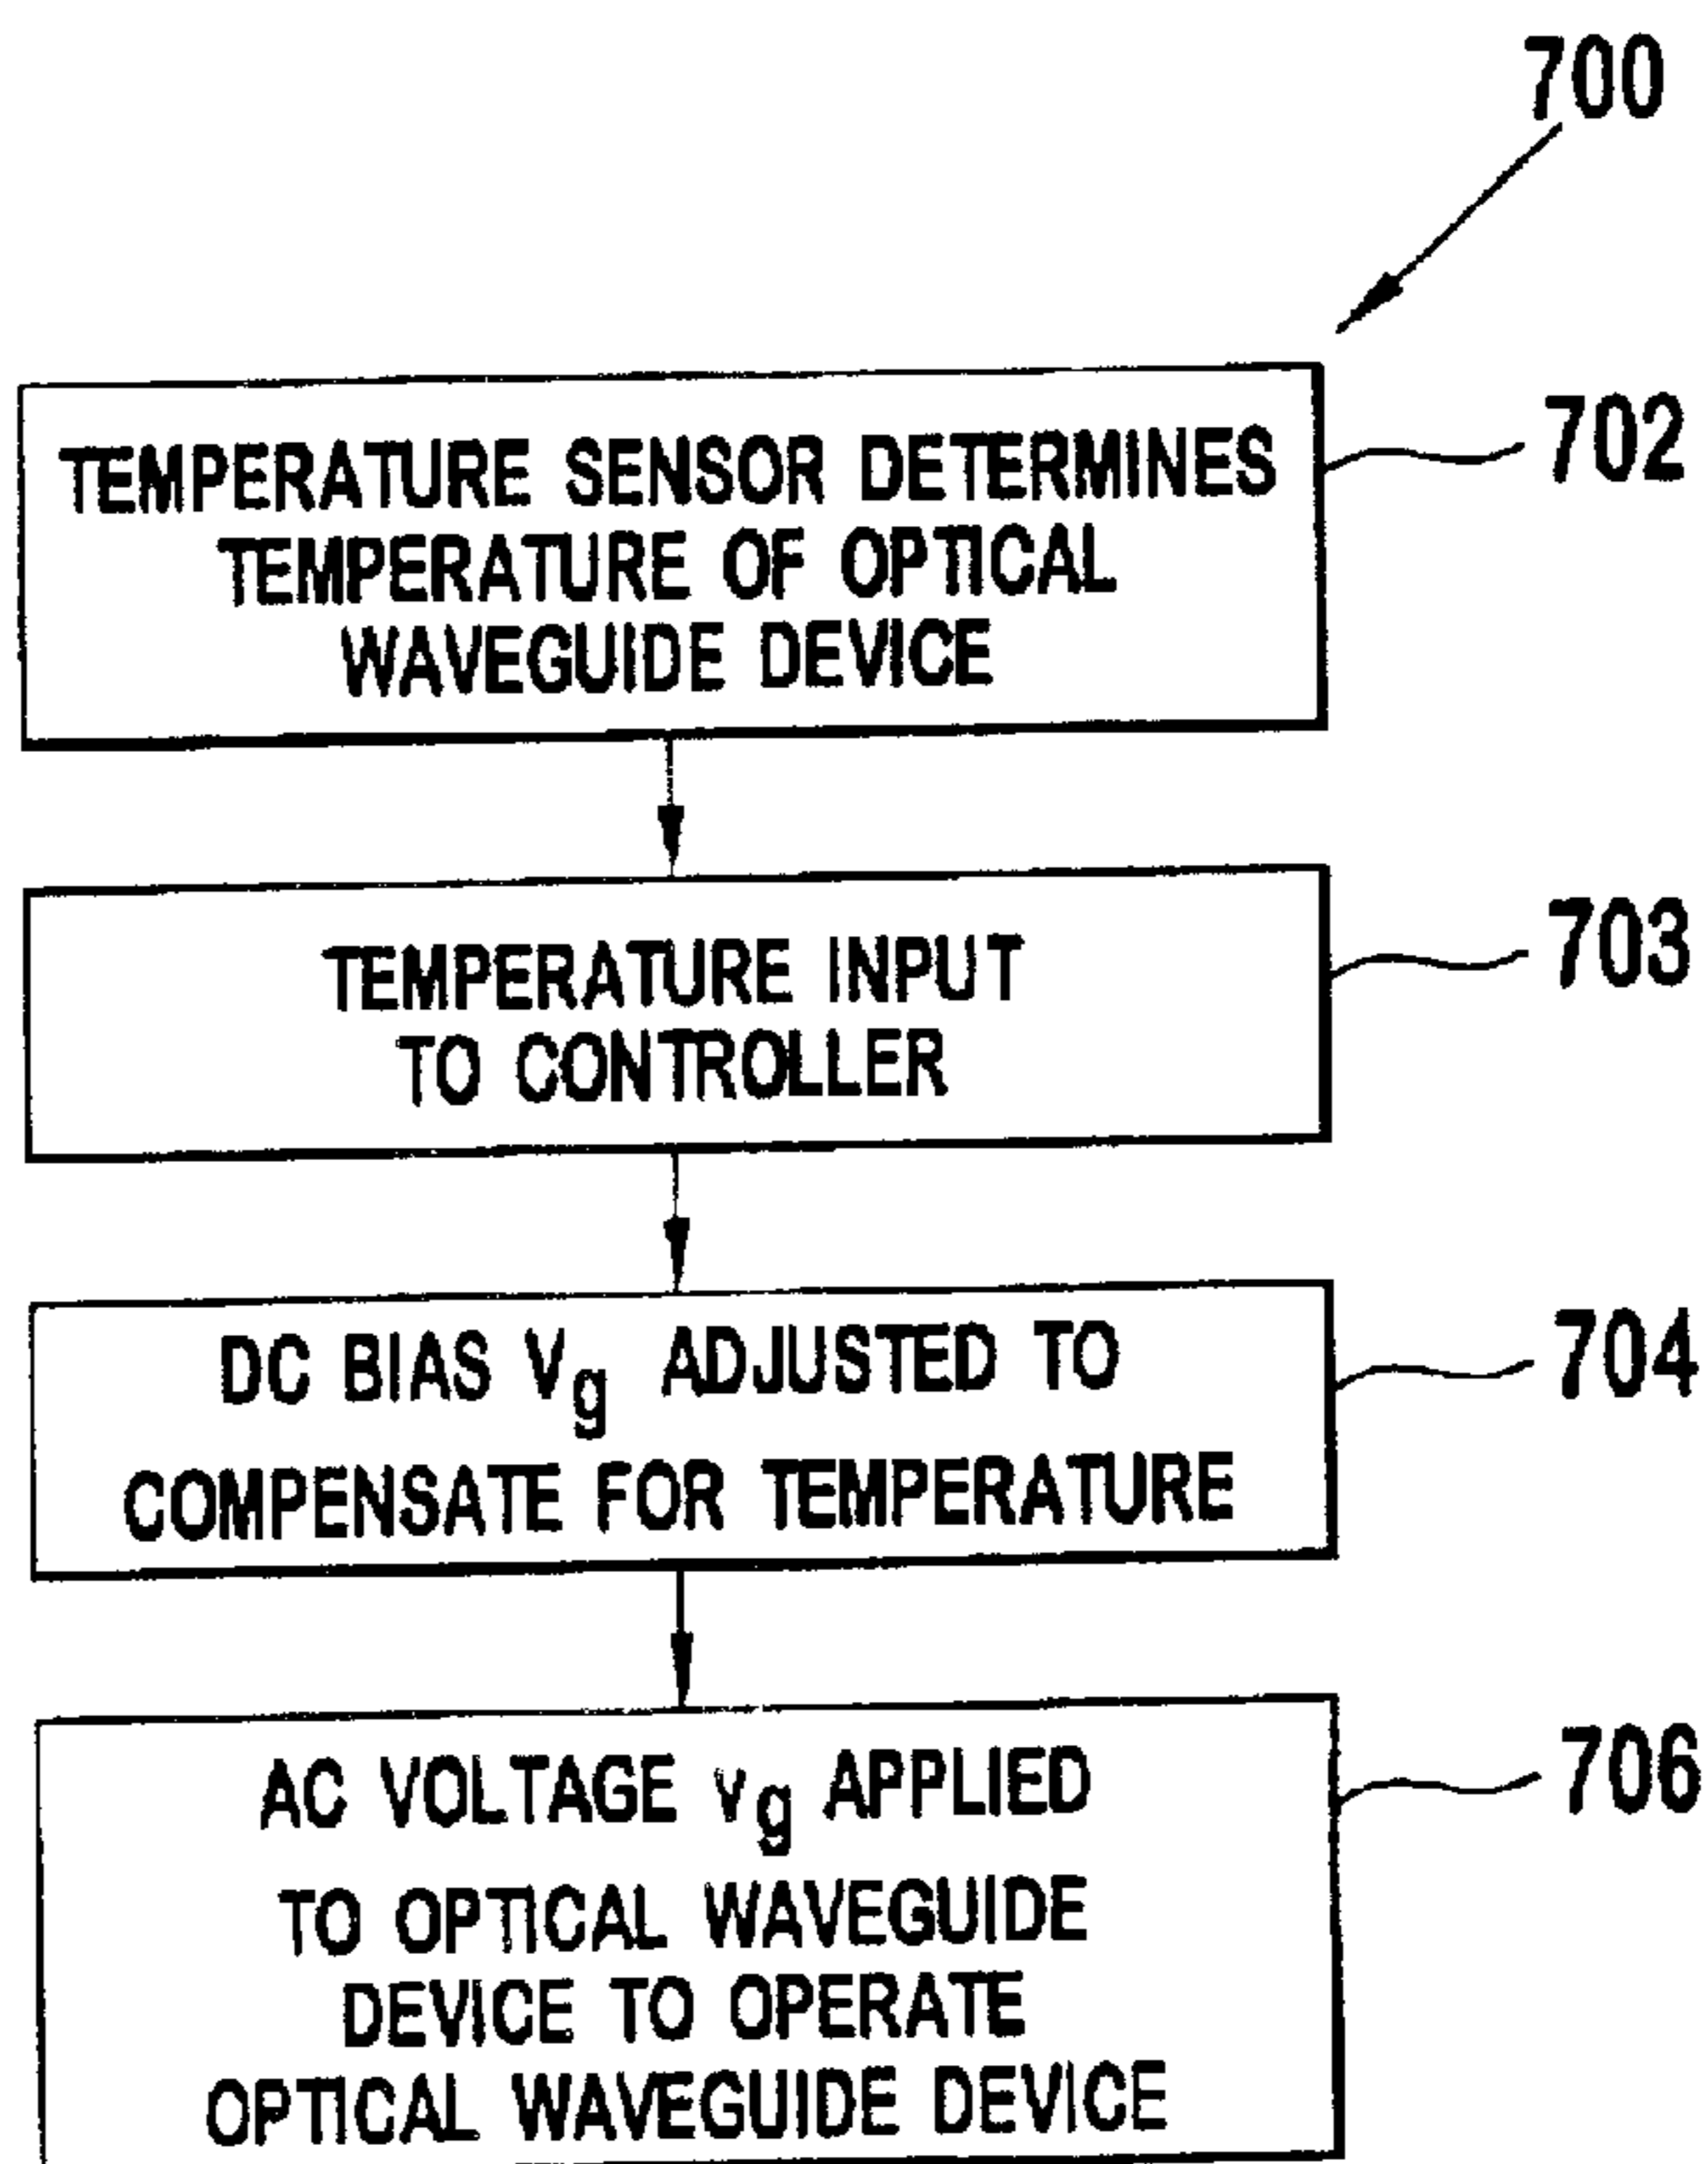 700
TEMPERATURE SENSOR DETERMINES
TEMPERATURE OF OPTICAL
WAVEGUIDE DEVICE
702
TEMPERATURE INPUT
TO CONTROLLER
703
DC BIAS Vg ADJUSTED TO
COMPENSATE FOR TEMPERATURE
704
AC VOLTAGE vg APPLIED
TO OPTICAL WAVEGUIDE
DEVICE TO OPERATE
OPTICAL WAVEGUIDE DEVICE
706